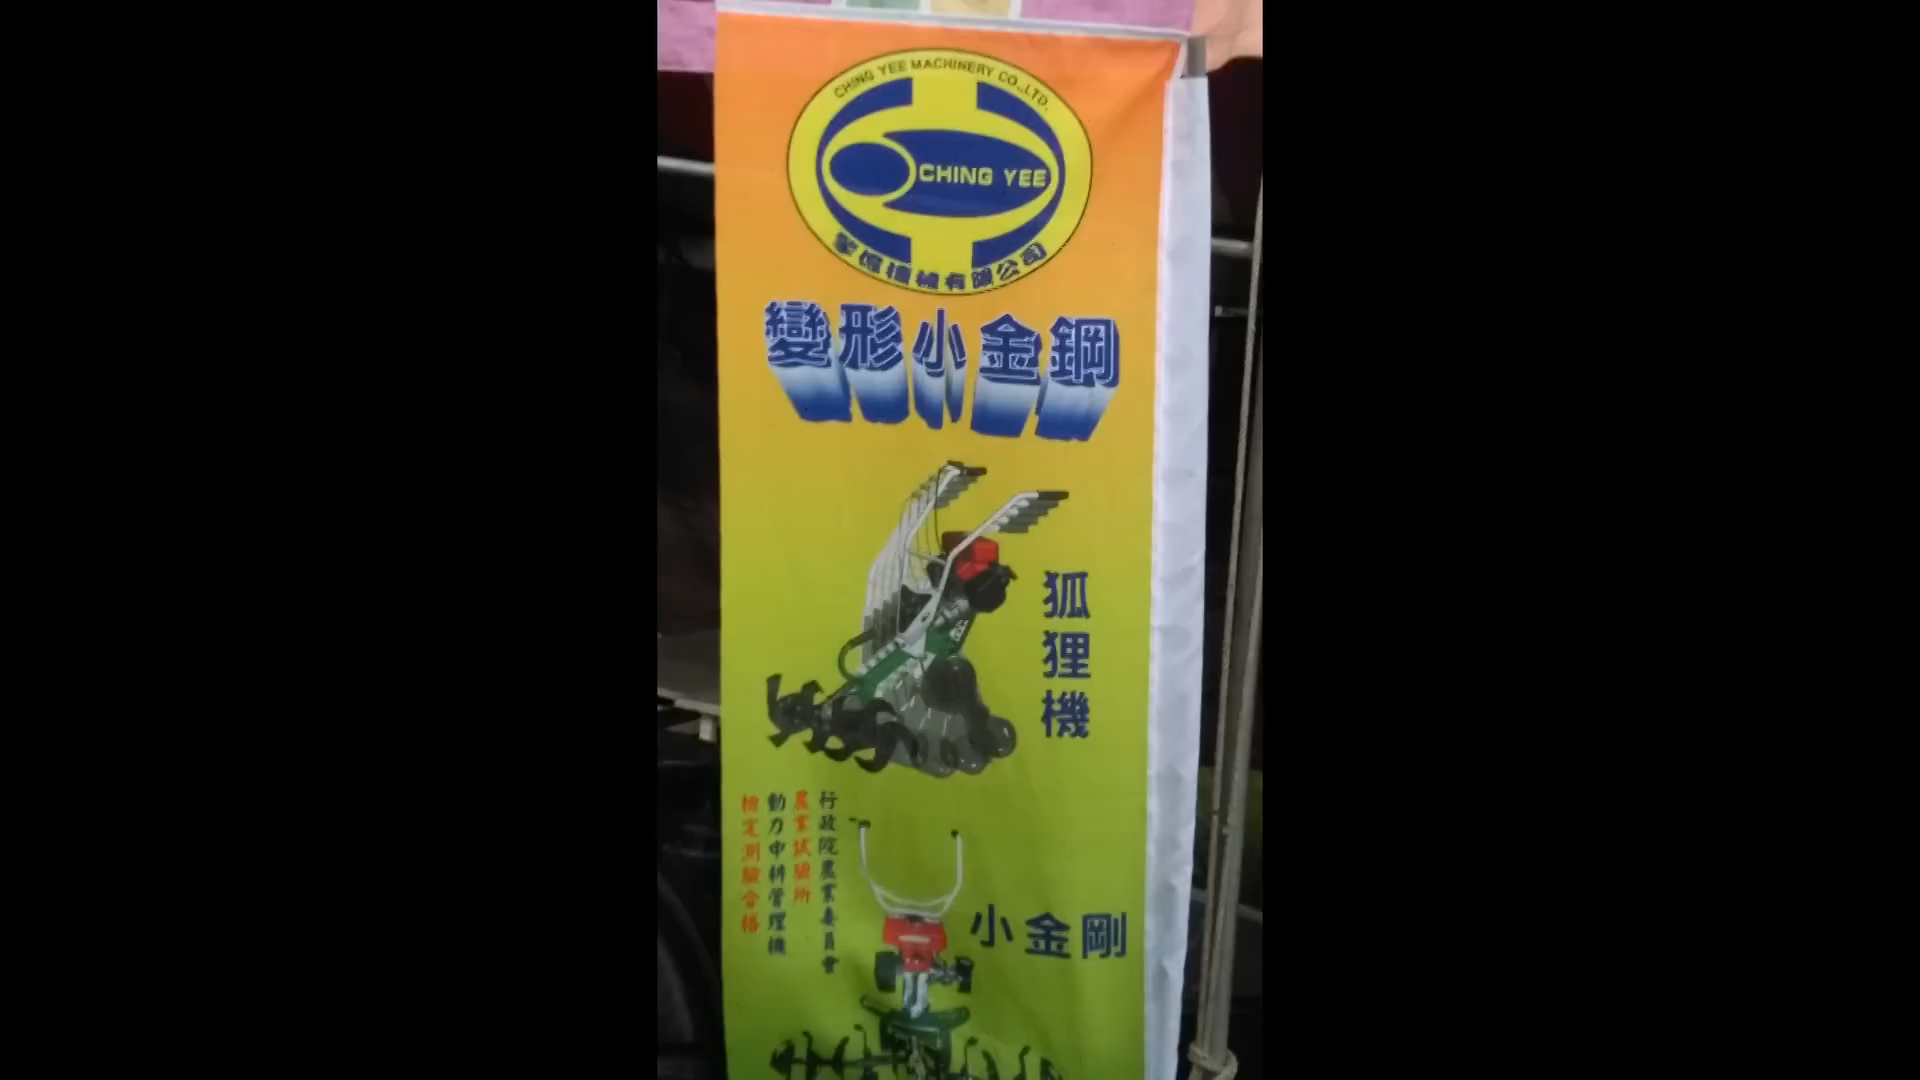 CHING YEE MACHINERY CO.,LTD.
CHING YEE
擎億機械有限公司
變形小金鋼
狐狸機
行政院農業委員會
農業試驗所
動力中耕管理機
檢定測驗合格
小金剛